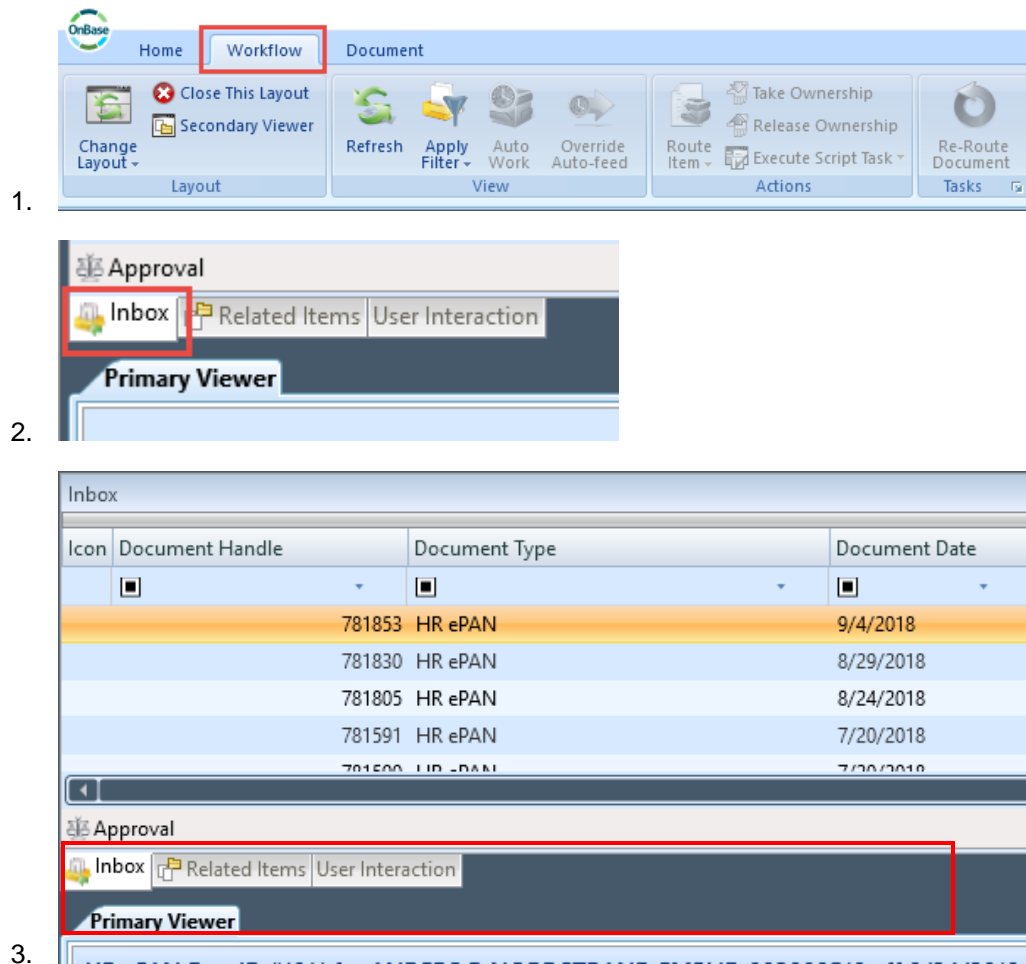 OnBase
Home Workflow Document
Close This Layout
Secondary Viewer
Change Layout
Refresh
Apply Filter
Auto Work
Override Auto-feed
Route Item
Take Ownership
Release Ownership
Execute Script Task
Re-Route Document
Layout View Actions Tasks
1.
Approval
Inbox Related Items User Interaction
Primary Viewer
2.
Inbox
Icon Document Handle Document Type Document Date
781853 HR ePAN 9/4/2018
781830 HR ePAN 8/29/2018
781805 HR ePAN 8/24/2018
781591 HR ePAN 7/20/2018
Approval
Inbox Related Items User Interaction
Primary Viewer
3.